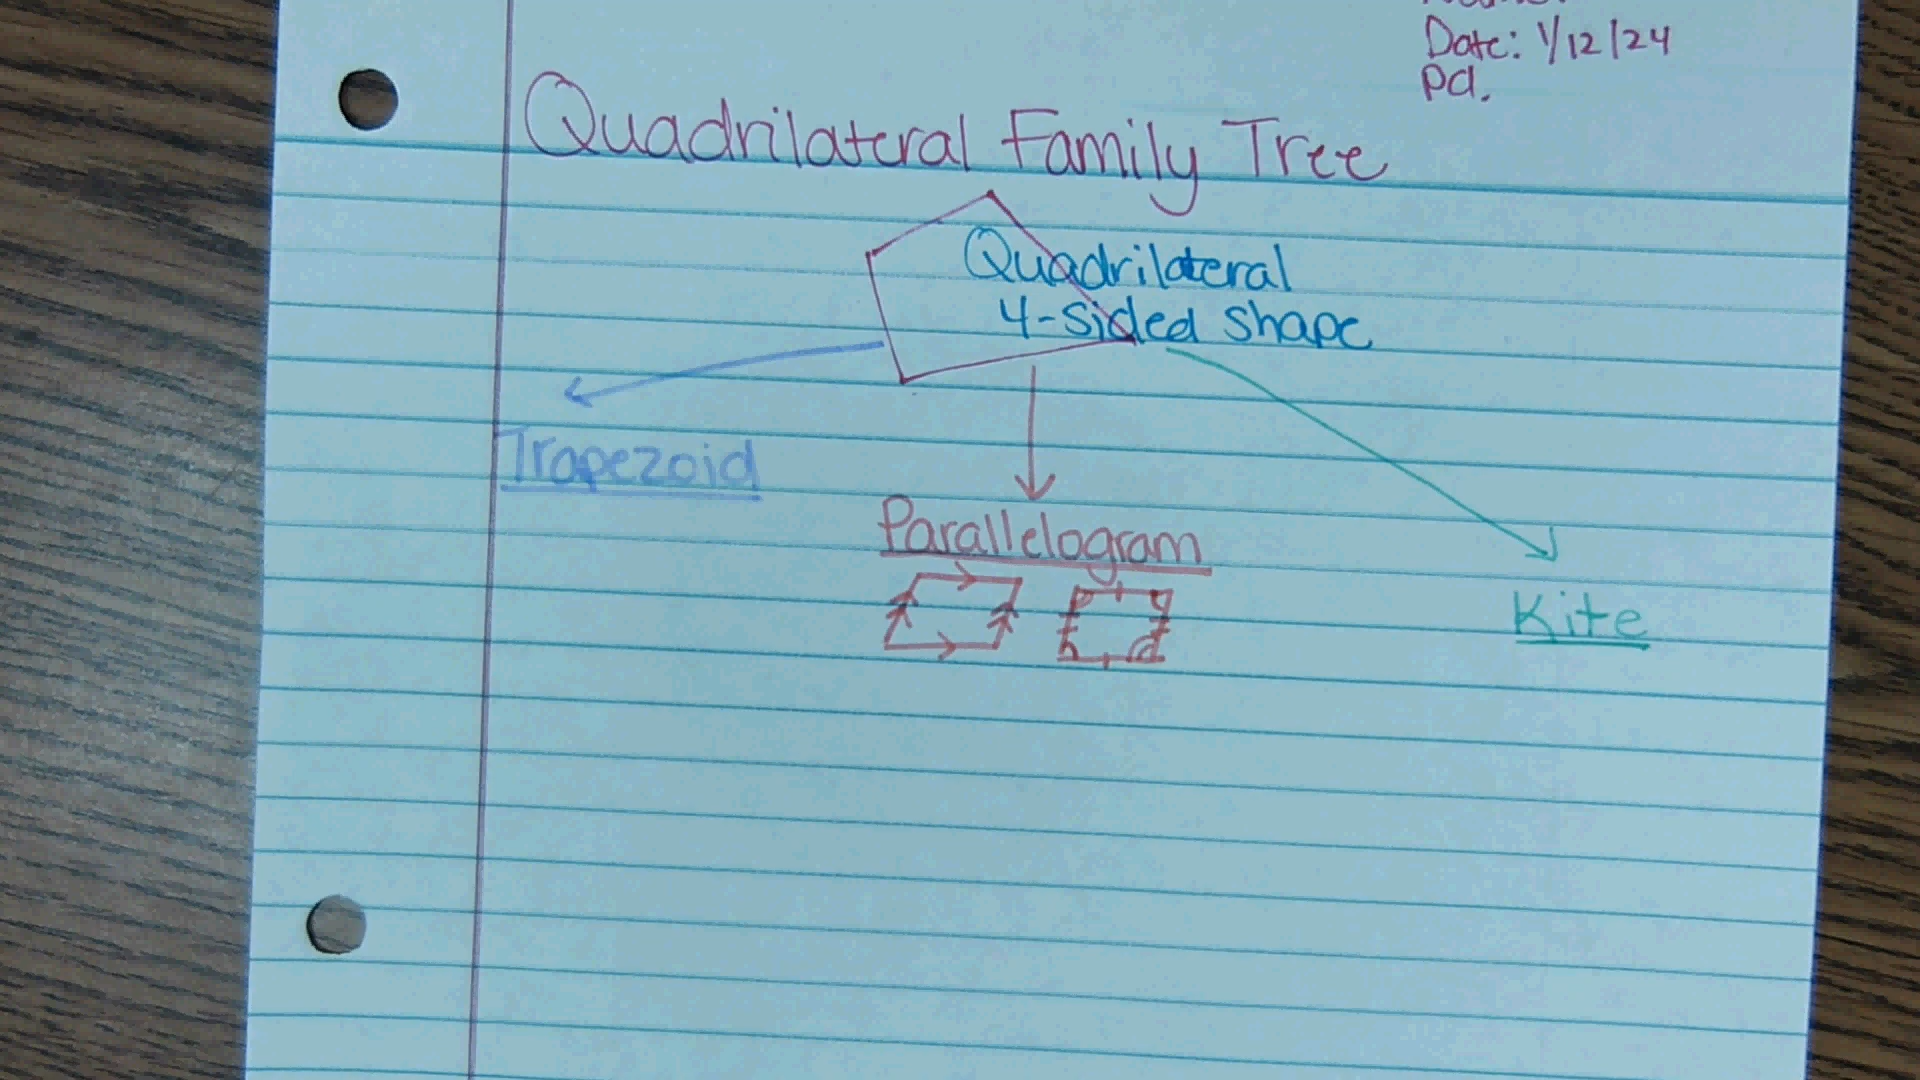 Date: 1/12/24
Pd.
Quadrilateral Family Tree
Quadrilateral
4-sided shape
Trapezoid
Parallelogram
Kite